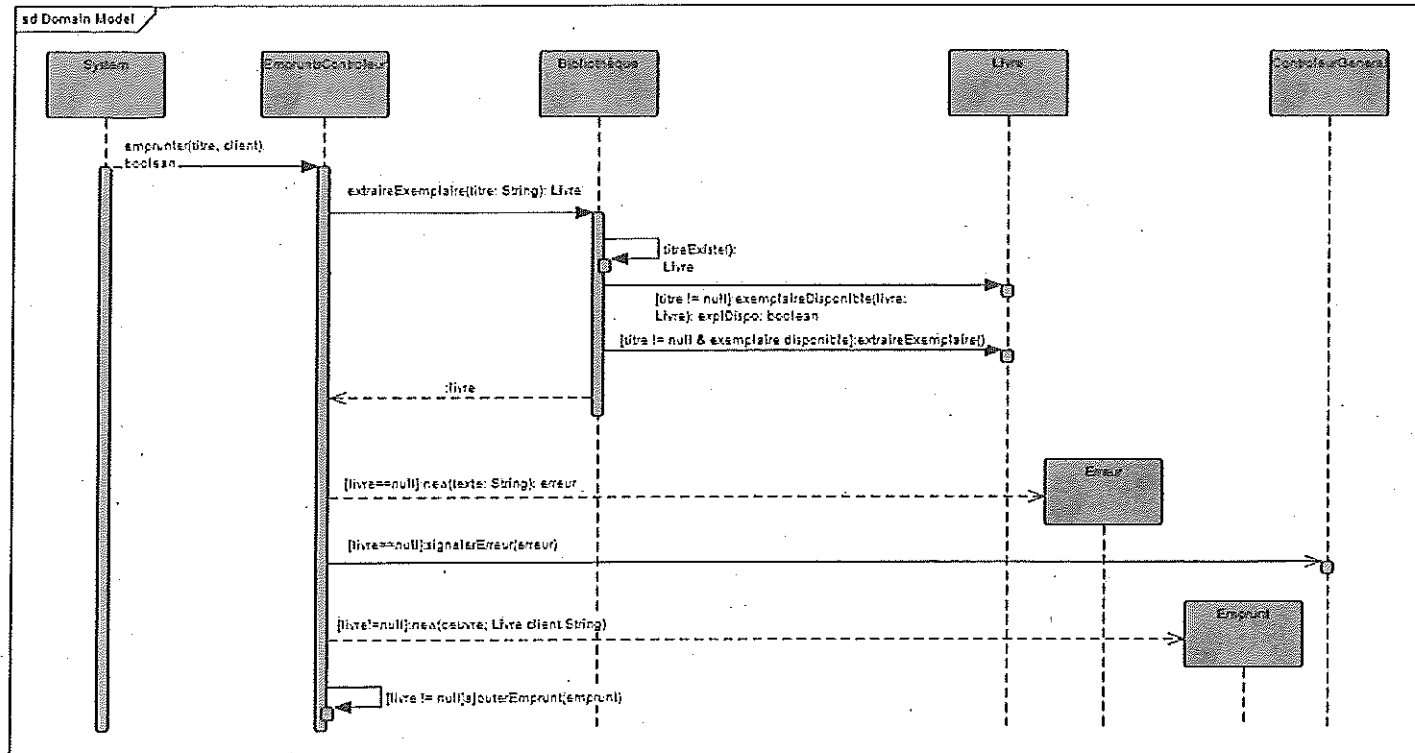 sd Domain Model
System
EmpruntsControleur
Bibliothèque
Livre
ControleurGeneral
emprunter(titre, client)
boolean
extraireExemplaire(titre: String): Livre
titreExiste():
Livre
[titre != null] exemplaireDisponible(livre:
Livre): explDispo: boolean
[titre != null & exemplaire disponible]:extraireExemplaire()
:livre
Erreur
[livre==null]:new(texte: String): erreur
[livre==null]:signalerErreur(erreur)
Emprunt
[livre!=null]:new(oeuvre; Livre client String)
[livre != null]ajouterEmprunt(emprunt)